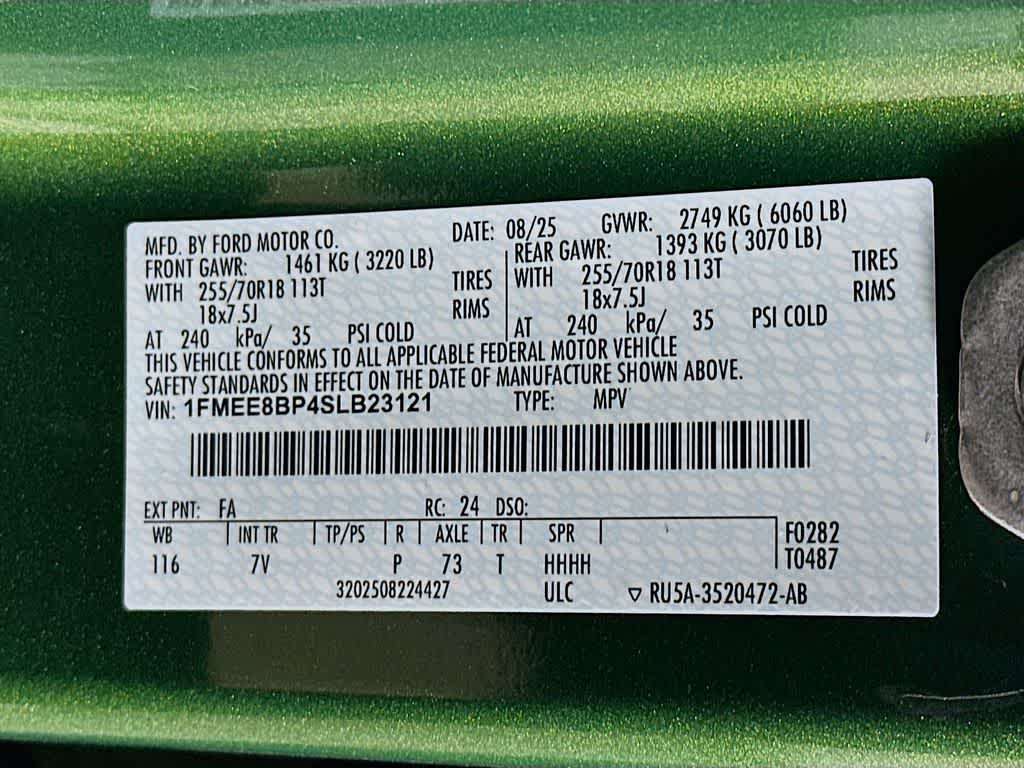 MFD. BY FORD MOTOR CO. DATE: 08/25 GVWR: 2749 KG ( 6060 LB)
FRONT GAWR: 1461 KG ( 3220 LB) REAR GAWR: 1393 KG ( 3070 LB)
WITH 255/70R18 113T TIRES WITH 255/70R18 113T TIRES
18x7.5J RIMS 18x7.5J RIMS
AT 240 kPa/ 35 PSI COLD AT 240 kPa/ 35 PSI COLD
THIS VEHICLE CONFORMS TO ALL APPLICABLE FEDERAL MOTOR VEHICLE
SAFETY STANDARDS IN EFFECT ON THE DATE OF MANUFACTURE SHOWN ABOVE.
VIN: 1FMEE8BP4SLB23121 TYPE: MPV
EXT PNT: FA RC: 24 DSO:
WB INT TR TP/PS R AXLE TR SPR F0282
116 7V P 73 T HHHH T0487
3202508224427 ULC ▽ RU5A-3520472-AB